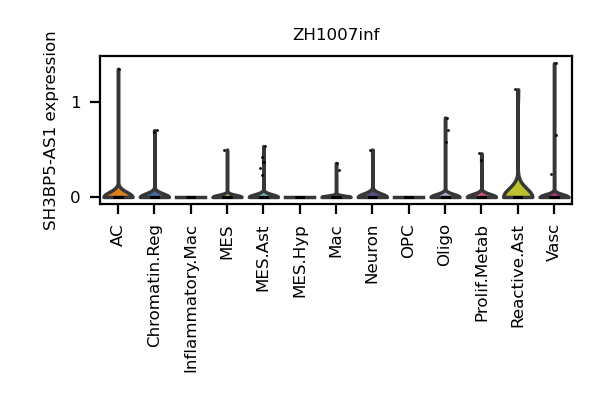 ZH1007inf
SH3BP5-AS1 expression
1
0
AC
Chromatin.Reg
Inflammatory.Mac
MES
MES.Ast
MES.Hyp
Mac
Neuron
OPC
Oligo
Prolif.Metab
Reactive.Ast
Vasc